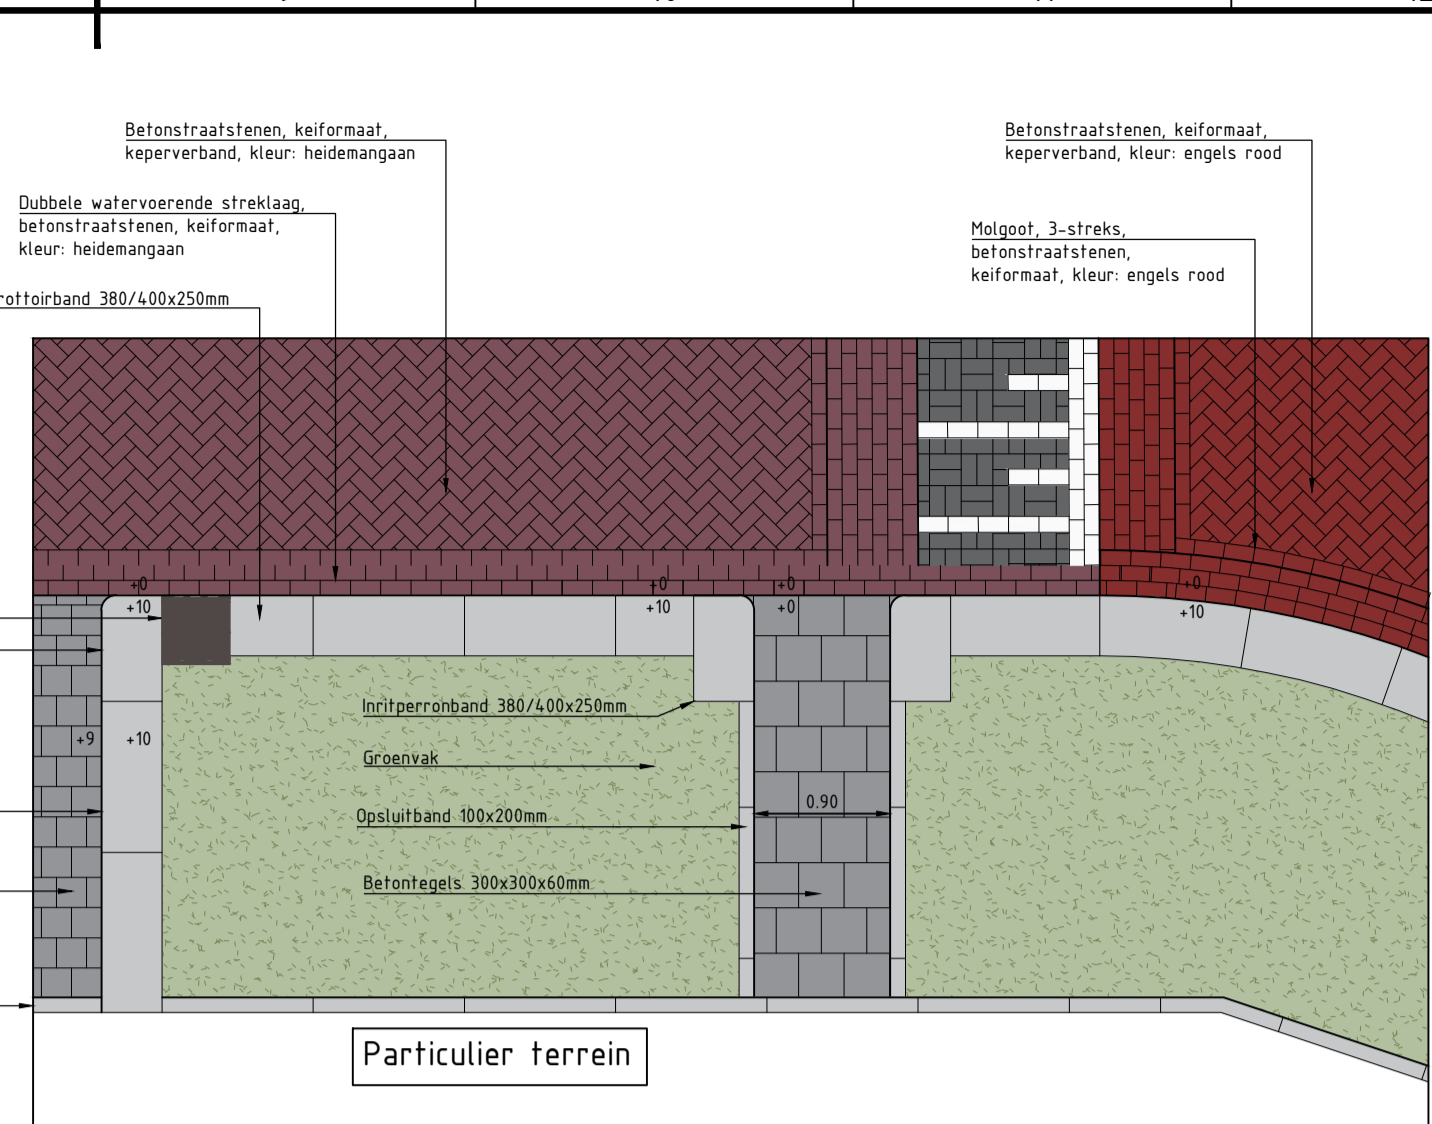 Betonstraatstenen, keiformaat,
keperverband, kleur: heidemangaan
Betonstraatstenen, keiformaat,
keperverband, kleur: engels rood
Dubbele watervoerende streklaag,
betonstraatstenen, keiformaat,
kleur: heidemangaan
Molgoot, 3-streks,
betonstraatstenen,
keiformaat, kleur: engels rood
rottoirband 380/400x250mm
+0
+0
+0
+0
+10
+10
+0
+10
Inritperronband 380/400x250mm
+9
+10
Groenvak
0.90
Opsluitband 100x200mm
Betontegels 300x300x60mm
Particulier terrein